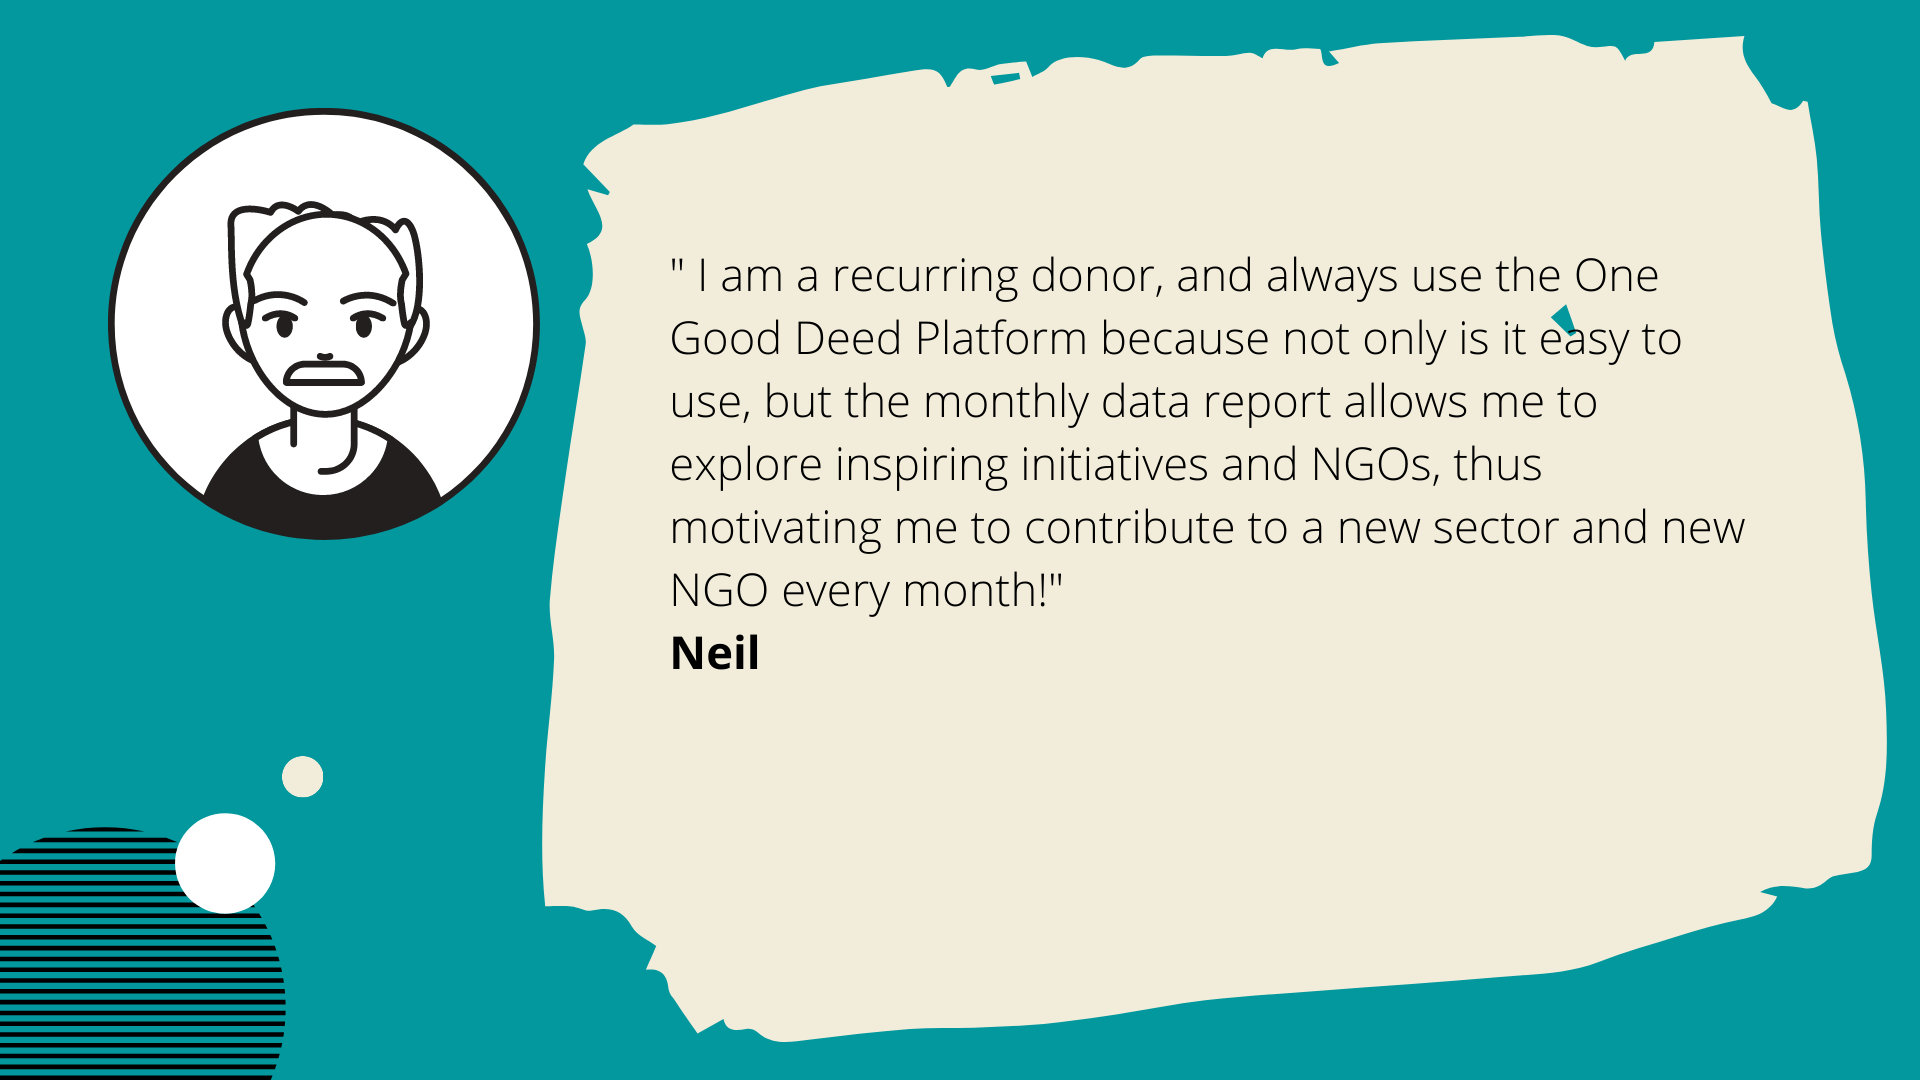 " I am a recurring donor, and always use the One
Good Deed Platform because not only is it easy to
use, but the monthly data report allows me to
explore inspiring initiatives and NGOs, thus
motivating me to contribute to a new sector and new
NGO every month!"
Neil